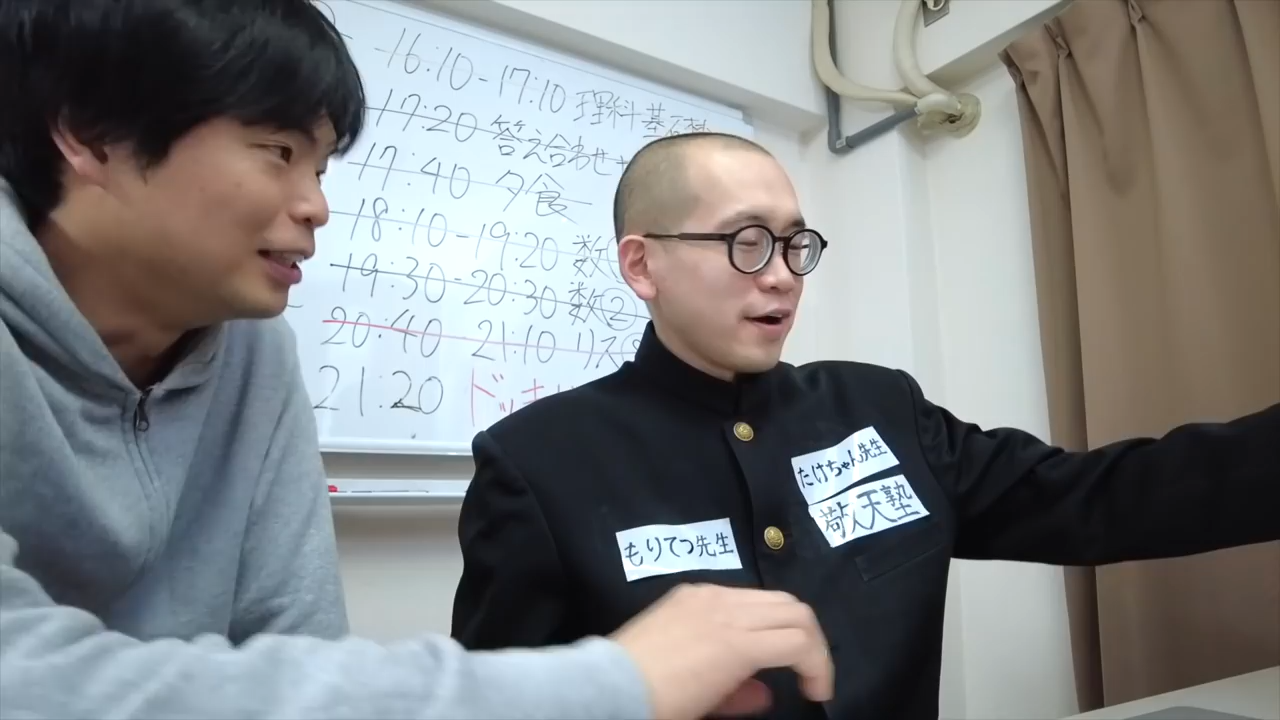 16:10-17:10 理科基礎
17:20 答え合わせ
17:40 夕食
18:10-19:20 数
19:30-20:30 数②
20:40 21:10 リス
21:20 ドッキ
たけちゃん先生
天塾
もりてつ先生